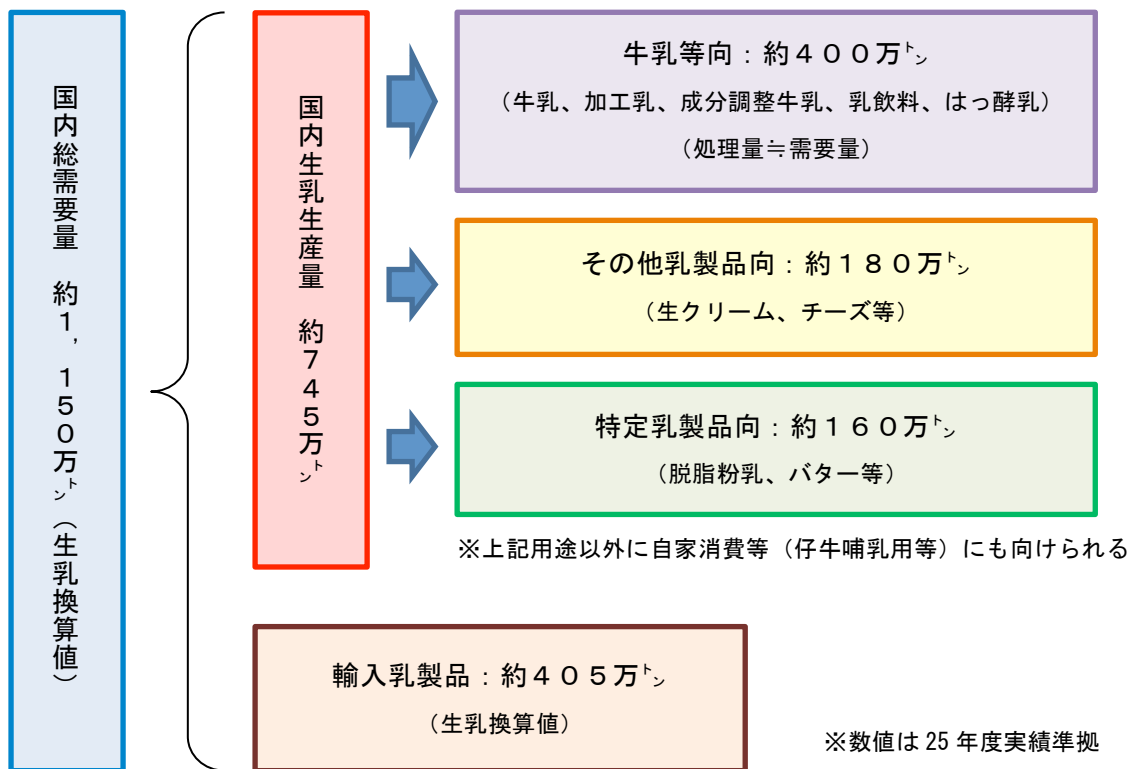 国内総需要量　約１，１５０万㌧（生乳換算値）
国内生乳生産量　約７４５万㌧
牛乳等向：約４００万㌧
（牛乳、加工乳、成分調整牛乳、乳飲料、はっ酵乳）
（処理量≒需要量）
その他乳製品向：約１８０万㌧
（生クリーム、チーズ等）
特定乳製品向：約１６０万㌧
（脱脂粉乳、バター等）
※上記用途以外に自家消費等（仔牛哺乳用等）にも向けられる
輸入乳製品：約４０５万㌧
（生乳換算値）
※数値は 25 年度実績準拠